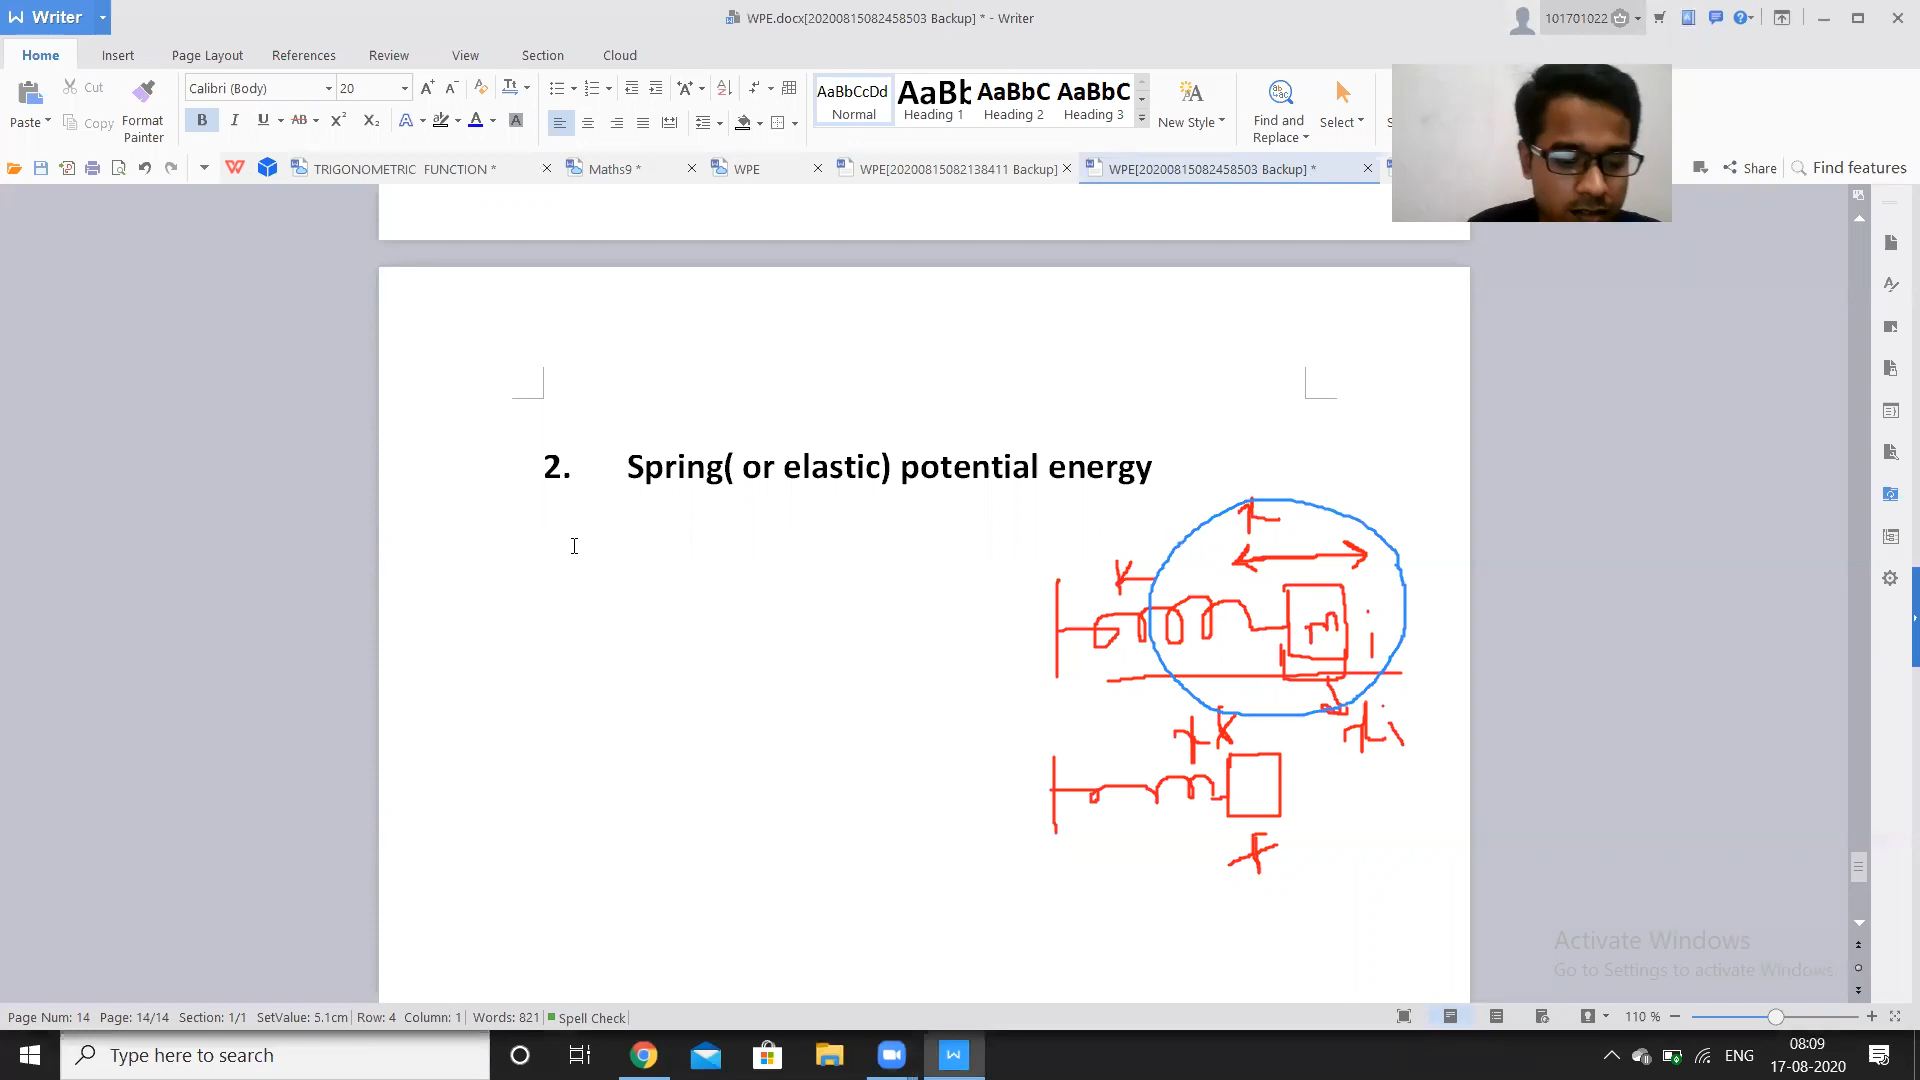 Writer
WPE.docx[20200815082458503 Backup] * - Writer
101701022
Home Insert Page Layout References Review View Section Cloud
Paste Cut Copy Format Painter
Calibri (Body) 20
B I U AB X² X₂ A A A
AaBbCcDd Normal
AaBb Heading 1
AaBbC Heading 2
AaBbC Heading 3
New Style
Find and Replace
Select
TRIGONOMETRIC FUNCTION *
Maths9 *
WPE
WPE[20200815082138411 Backup]
WPE[20200815082458503 Backup] *
Share
Find features
2. Spring( or elastic) potential energy
x
K
m
i
xi
x K
f
Activate Windows
Go to Settings to activate Windows
Page Num: 14 Page: 14/14 Section: 1/1 SetValue: 5.1cm Row: 4 Column: 1 Words: 821 Spell Check
110 %
Type here to search
ENG
08:09
17-08-2020